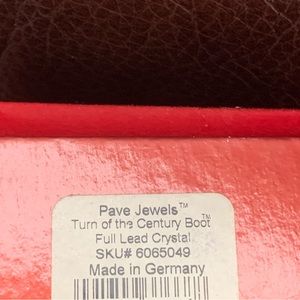 Pave Jewels™
Turn of the Century Boot™
Full Lead Crystal
SKU# 6065049
Made in Germany